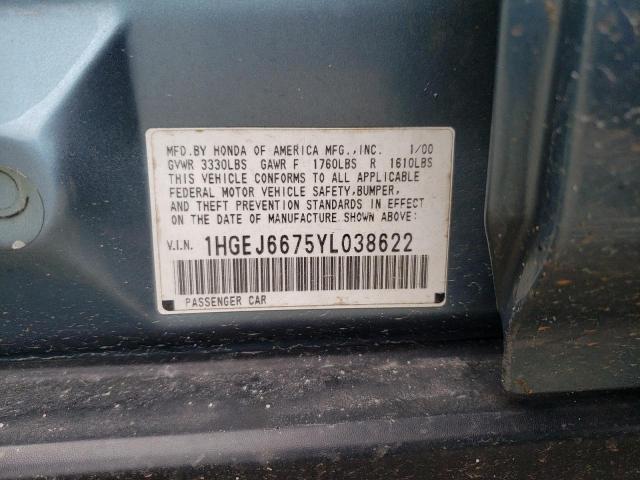 MFD.BY HONDA OF AMERICA MFG.,INC. 1/00
GVWR 3330LBS GAWR F 1760LBS R 1610LBS
THIS VEHICLE CONFORMS TO ALL APPLICABLE
FEDERAL MOTOR VEHICLE SAFETY,BUMPER,
AND THEFT PREVENTION STANDARDS IN EFFECT
ON THE DATE OF MANUFACTURE SHOWN ABOVE:
V.I.N. 1HGEJ6675YL038622
PASSENGER CAR